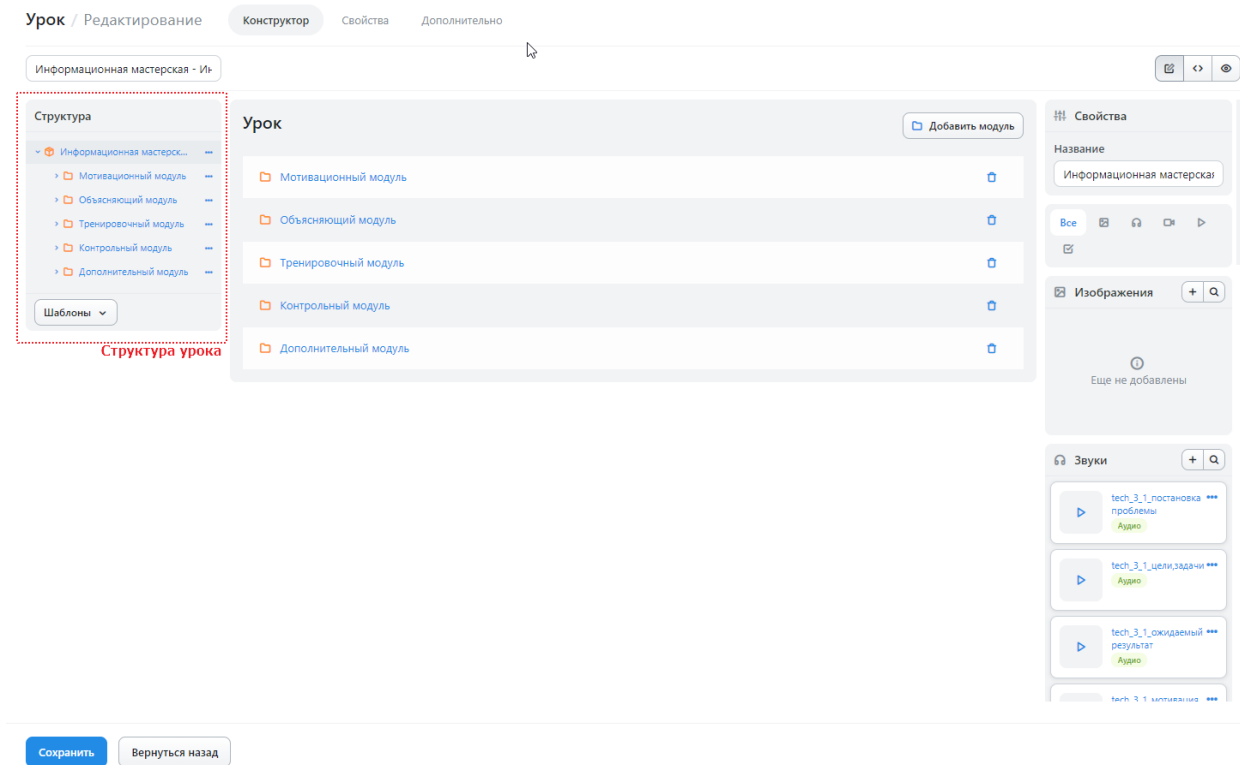 Урок / Редактирование
Конструктор
Свойства
Дополнительно
Информационная мастерская - Ин
Структура
Информационная мастерск...
Мотивационный модуль
Объясняющий модуль
Тренировочный модуль
Контрольный модуль
Дополнительный модуль
Шаблоны
Структура урока
Урок
Добавить модуль
Мотивационный модуль
Объясняющий модуль
Тренировочный модуль
Контрольный модуль
Дополнительный модуль
Свойства
Название
Информационная мастерская
Все
Изображения
Еще не добавлены
Звуки
tech_3_1_постановка
проблемы
Аудио
tech_3_1_цели,задачи
Аудио
tech_3_1_ожидаемый
результат
Аудио
tech_3_1_мотивация
Сохранить
Вернуться назад